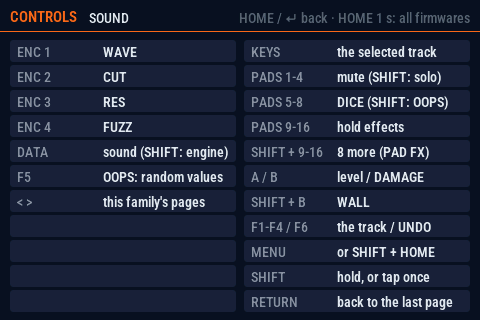 CONTROLS SOUND HOME / ↵ back · HOME 1 s: all firmwares
ENC 1 WAVE
ENC 2 CUT
ENC 3 RES
ENC 4 FUZZ
DATA sound (SHIFT: engine)
F5 OOPS: random values
< > this family's pages
KEYS the selected track
PADS 1-4 mute (SHIFT: solo)
PADS 5-8 DICE (SHIFT: OOPS)
PADS 9-16 hold effects
SHIFT + 9-16 8 more (PAD FX)
A / B level / DAMAGE
SHIFT + B WALL
F1-F4 / F6 the track / UNDO
MENU or SHIFT + HOME
SHIFT hold, or tap once
RETURN back to the last page